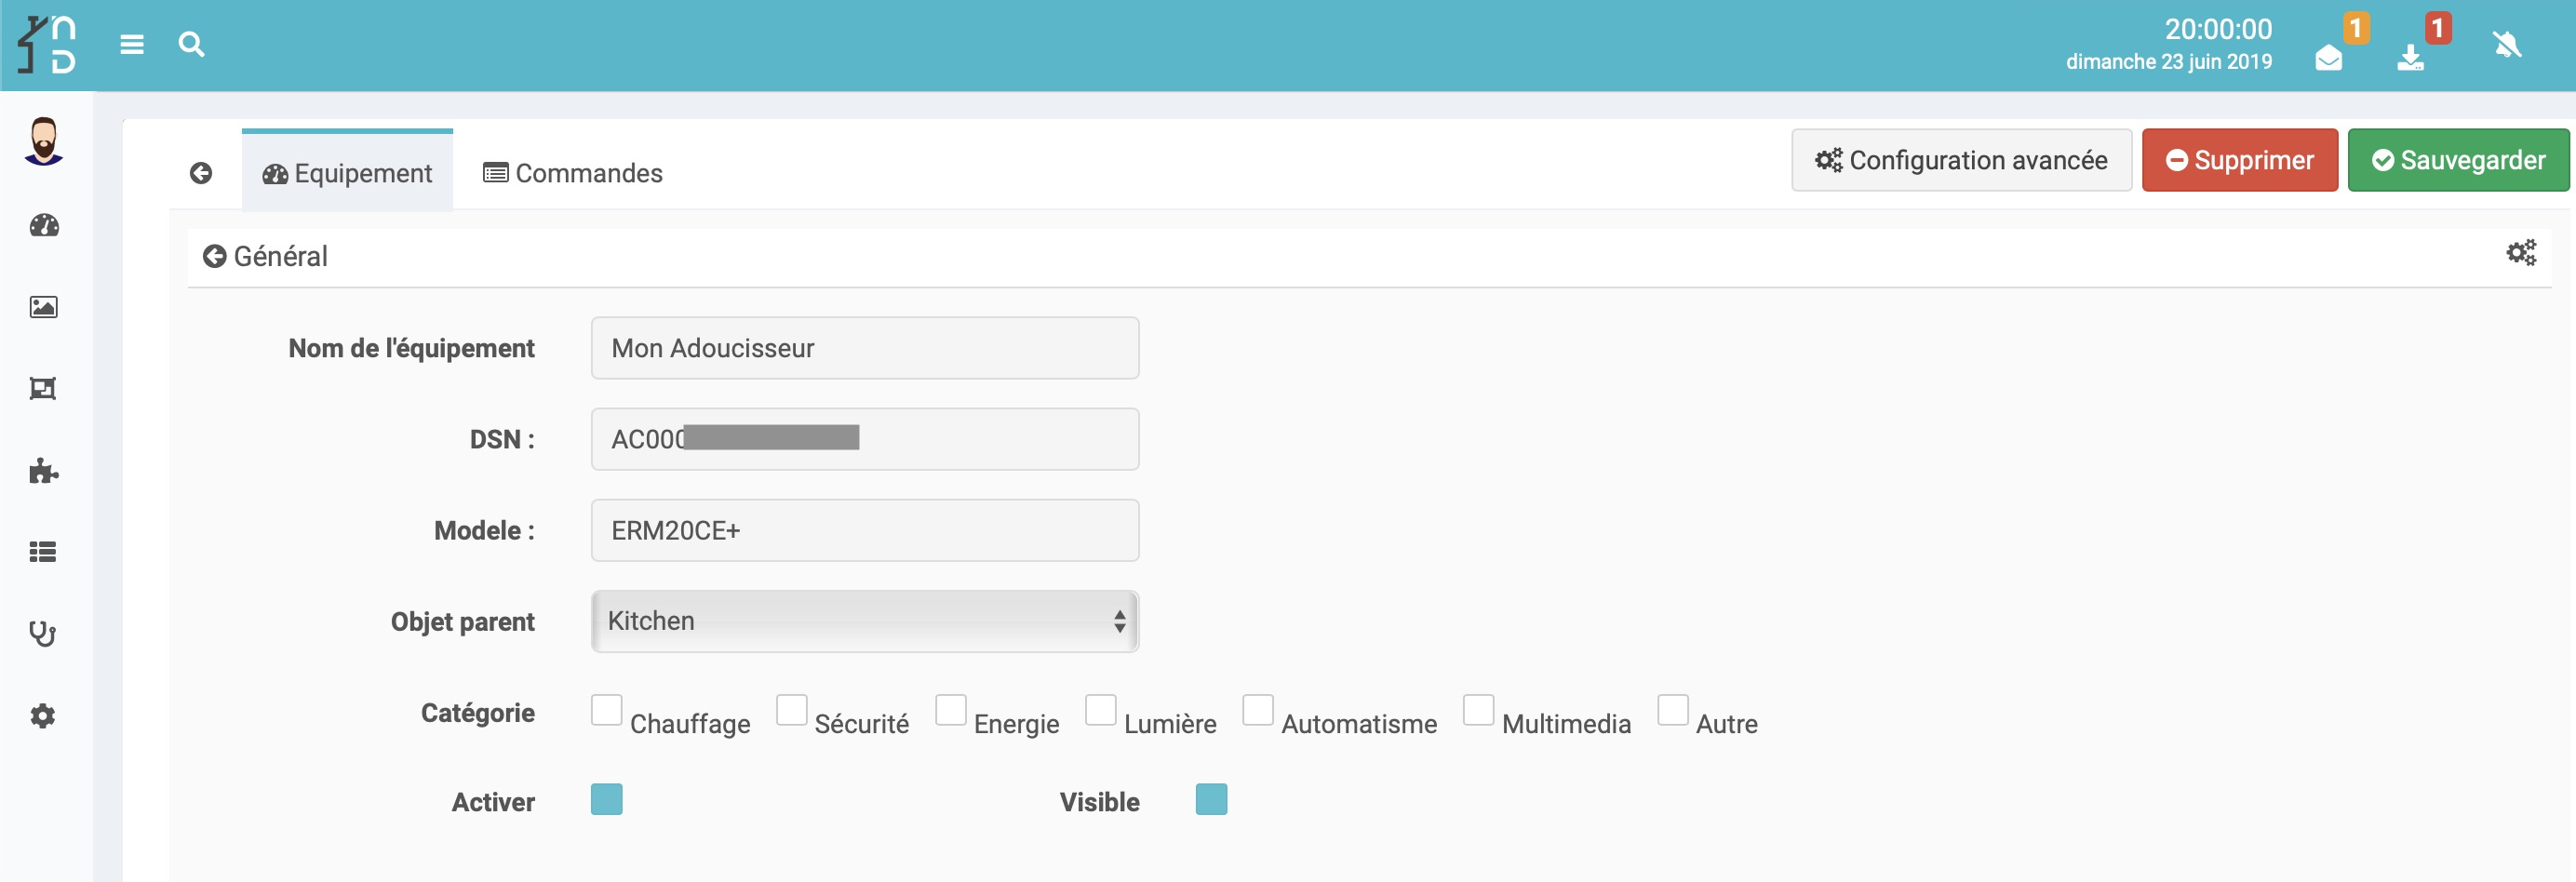 20:00:00
dimanche 23 juin 2019
1
1
Equipement
Commandes
Configuration avancée
Supprimer
Sauvegarder
Général
Nom de l'équipement
Mon Adoucisseur
DSN :
AC000
Modele :
ERM20CE+
Objet parent
Kitchen
Catégorie
Chauffage
Sécurité
Energie
Lumière
Automatisme
Multimedia
Autre
Activer
Visible